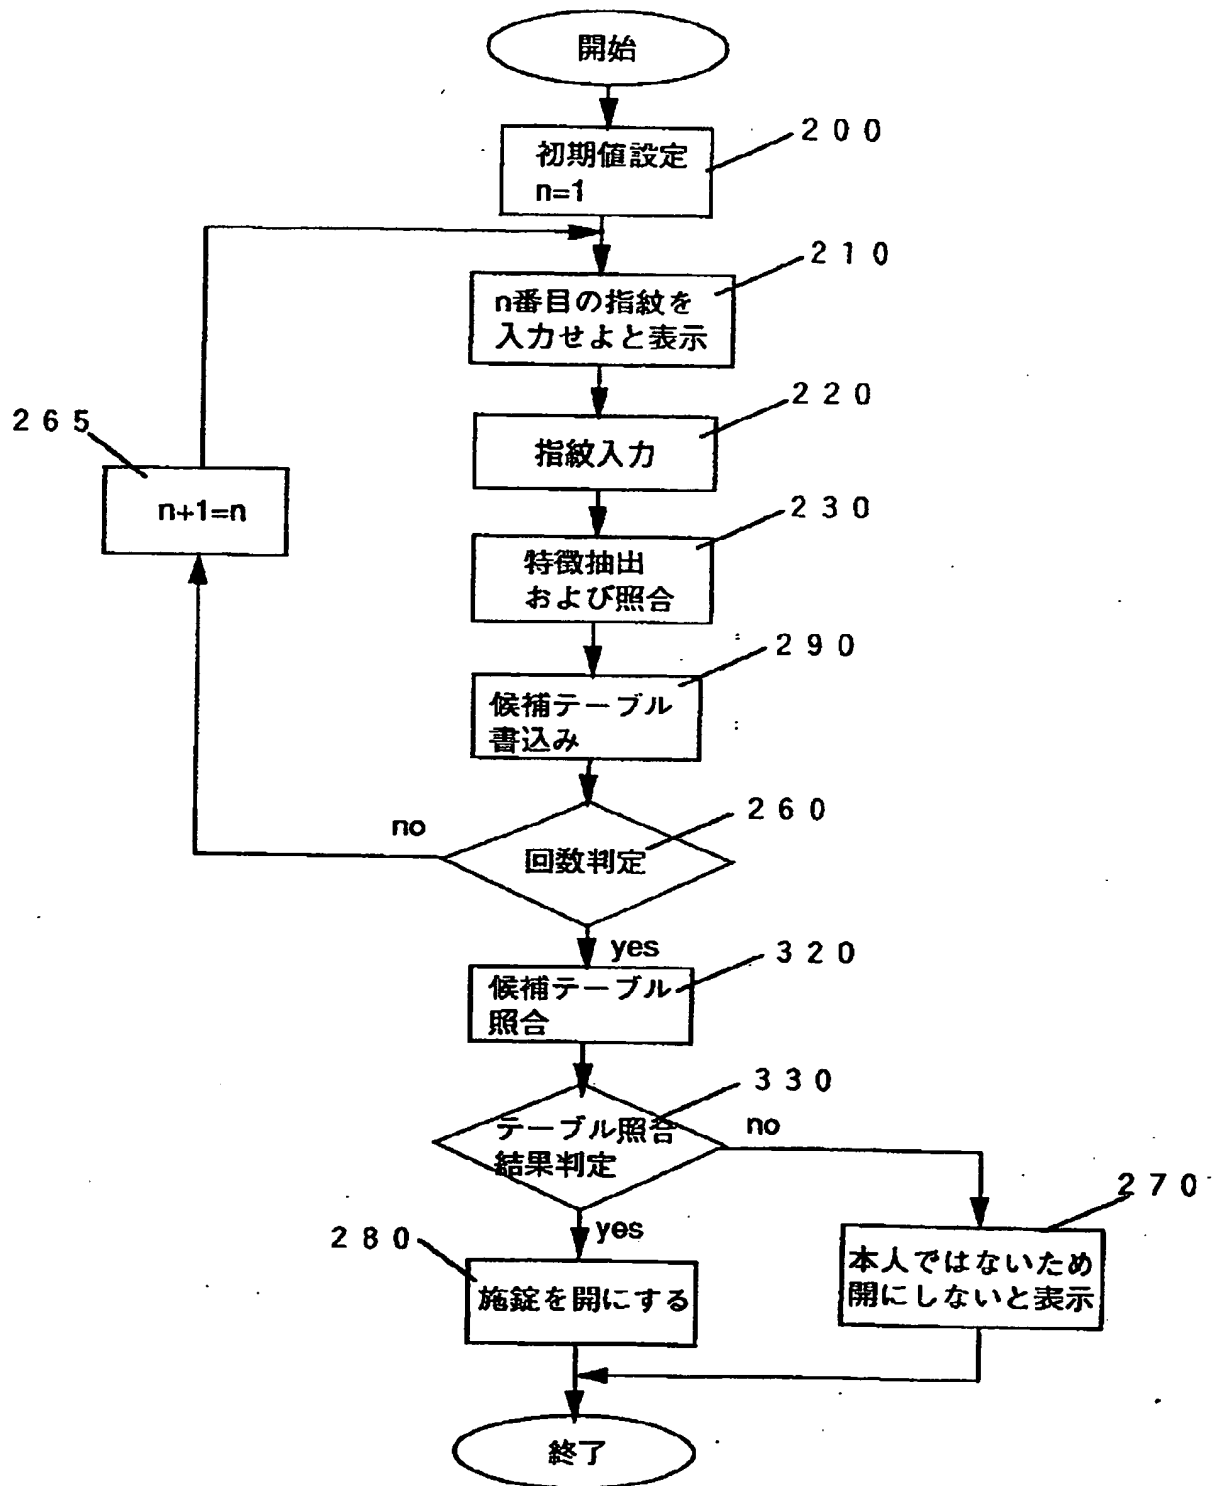 開始
200
初期値設定
n=1
210
n番目の指紋を
入力せよと表示
220
指紋入力
265
n+1=n
230
特徴抽出
および照合
290
候補テーブル
書込み
260
no
回数判定
yes
320
候補テーブル
照合
330
テーブル照合
結果判定
no
270
本人ではないため
開にしないと表示
yes
280
施錠を開にする
終了